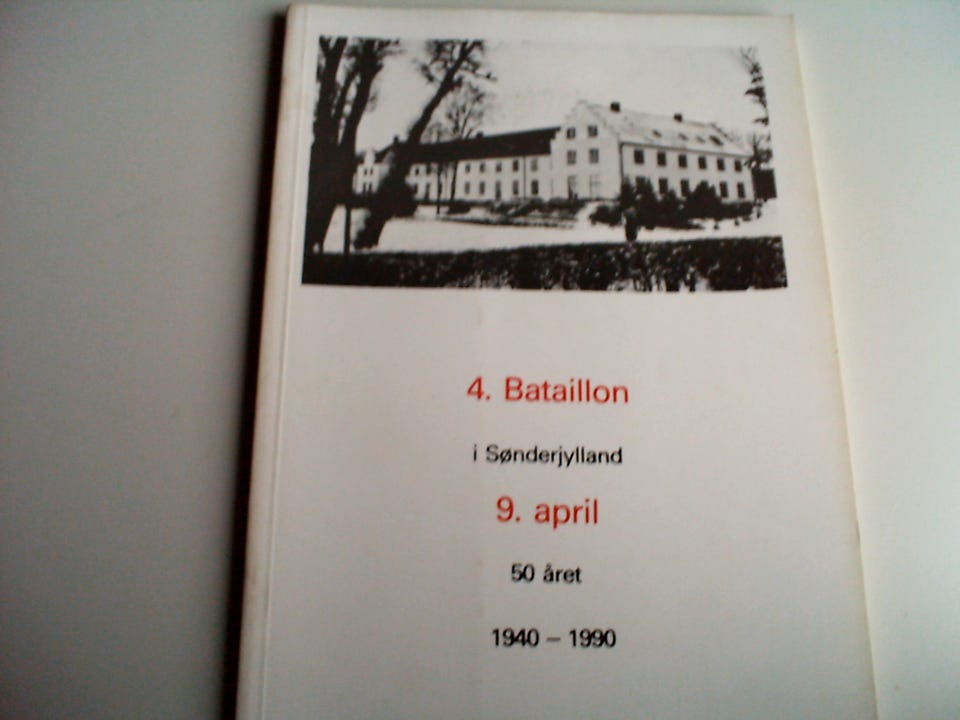 4. Bataillon
i Sønderjylland
9. april
50 året
1940 – 1990